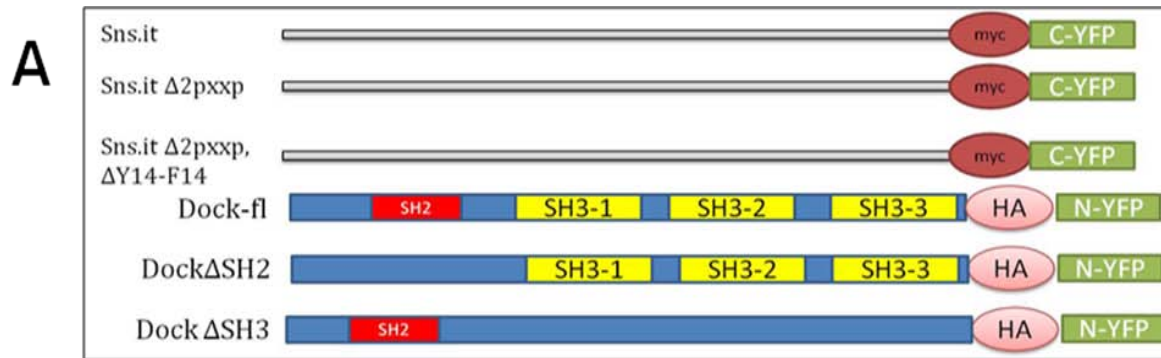 A
Sns.it myc C-YFP
Sns.it Δ2pxxp myc C-YFP
Sns.it Δ2pxxp,
ΔY14-F14 myc C-YFP
Dock-fl SH2 SH3-1 SH3-2 SH3-3 HA N-YFP
DockΔSH2 SH3-1 SH3-2 SH3-3 HA N-YFP
Dock ΔSH3 SH2 HA N-YFP